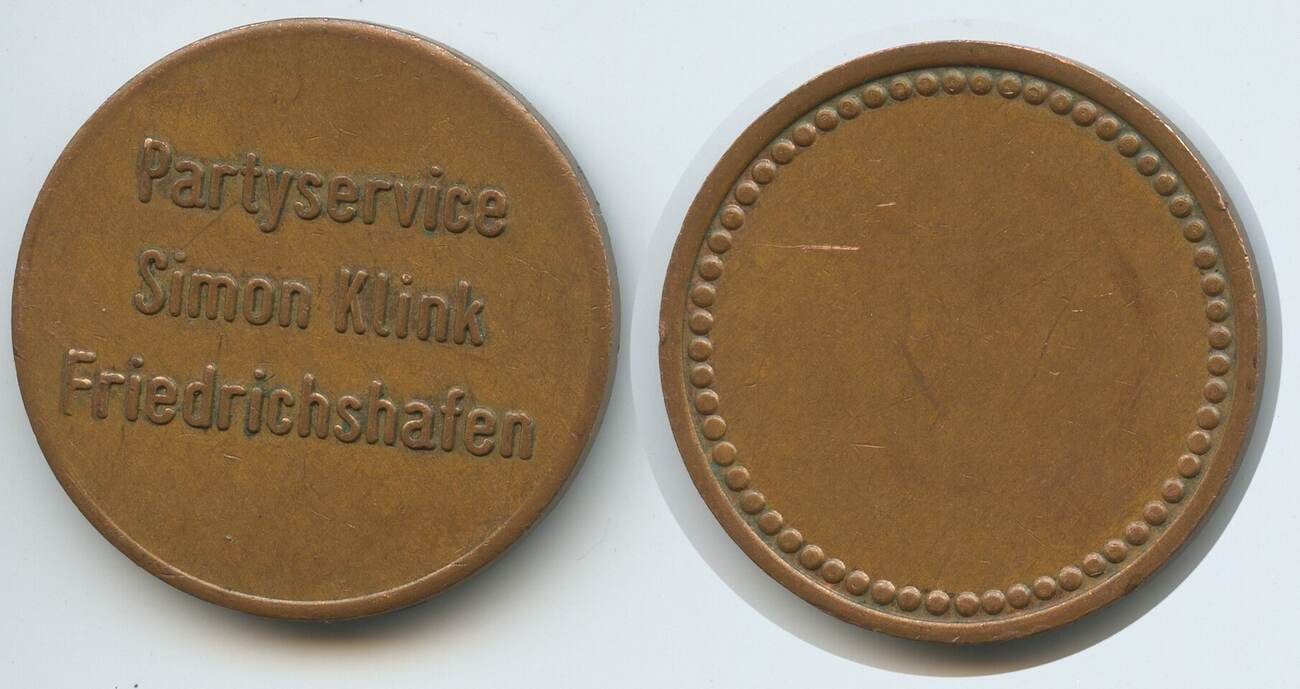 Partyservice
Simon Klink
Friedrichshafen